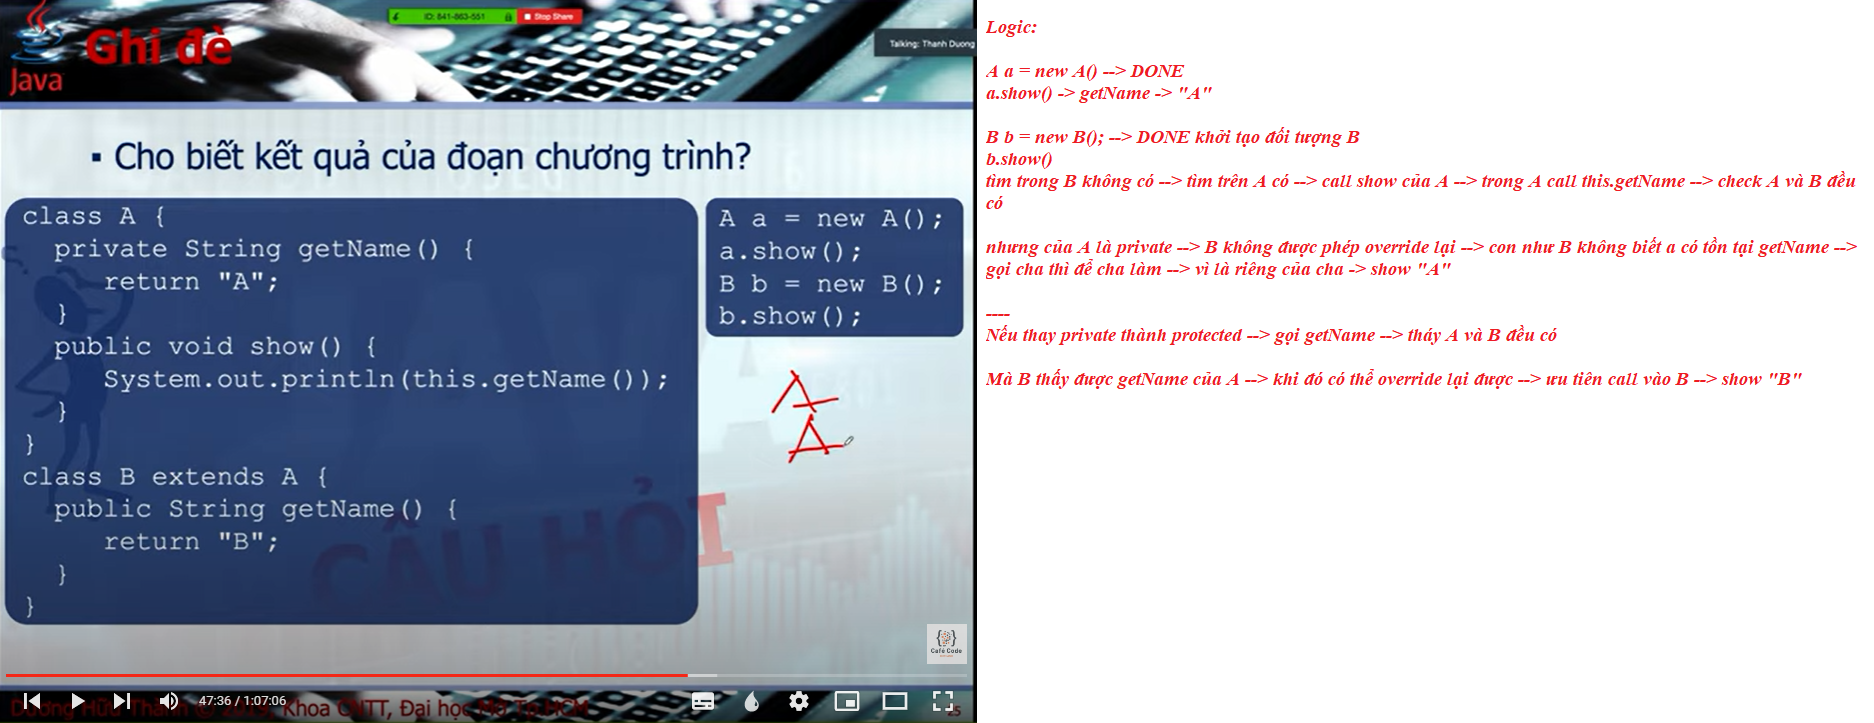 ID: 841-863-551
Stop Share
Talking: Thanh Duong
Java
Ghi đè
▪ Cho biết kết quả của đoạn chương trình?
class A {
private String getName() {
return "A";
}
public void show() {
System.out.println(this.getName());
}
}
class B extends A {
public String getName() {
return "B";
}
}
A a = new A();
a.show();
B b = new B();
b.show();
A
A
CÂU HỎI
{ }
Café Code
47:36 / 1:07:06
Dương Hữu Thành
Khoa CNTT, Đại học Mở Tp.HCM
25
Logic:
A a = new A() --> DONE
a.show() -> getName -> "A"
B b = new B(); --> DONE khởi tạo đối tượng B
b.show()
tìm trong B không có --> tìm trên A có --> call show của A --> trong A call this.getName --> check A và B đều
có
nhưng của A là private --> B không được phép override lại --> con như B không biết a có tồn tại getName -->
gọi cha thì để cha làm --> vì là riêng của cha -> show "A"
----
Nếu thay private thành protected --> gọi getName --> tháy A và B đều có
Mà B thấy được getName của A --> khi đó có thể override lại được --> ưu tiên call vào B --> show "B"